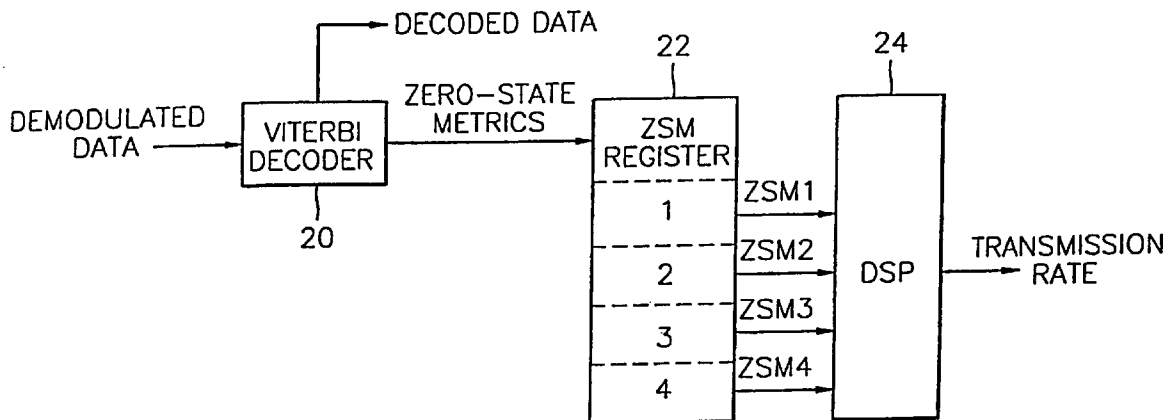 DECODED DATA
22
24
ZERO-STATE
METRICS
DEMODULATED
DATA
VITERBI
DECODER
20
ZSM
REGISTER
1
2
3
4
ZSM1
ZSM2
ZSM3
ZSM4
DSP
TRANSMISSION
RATE